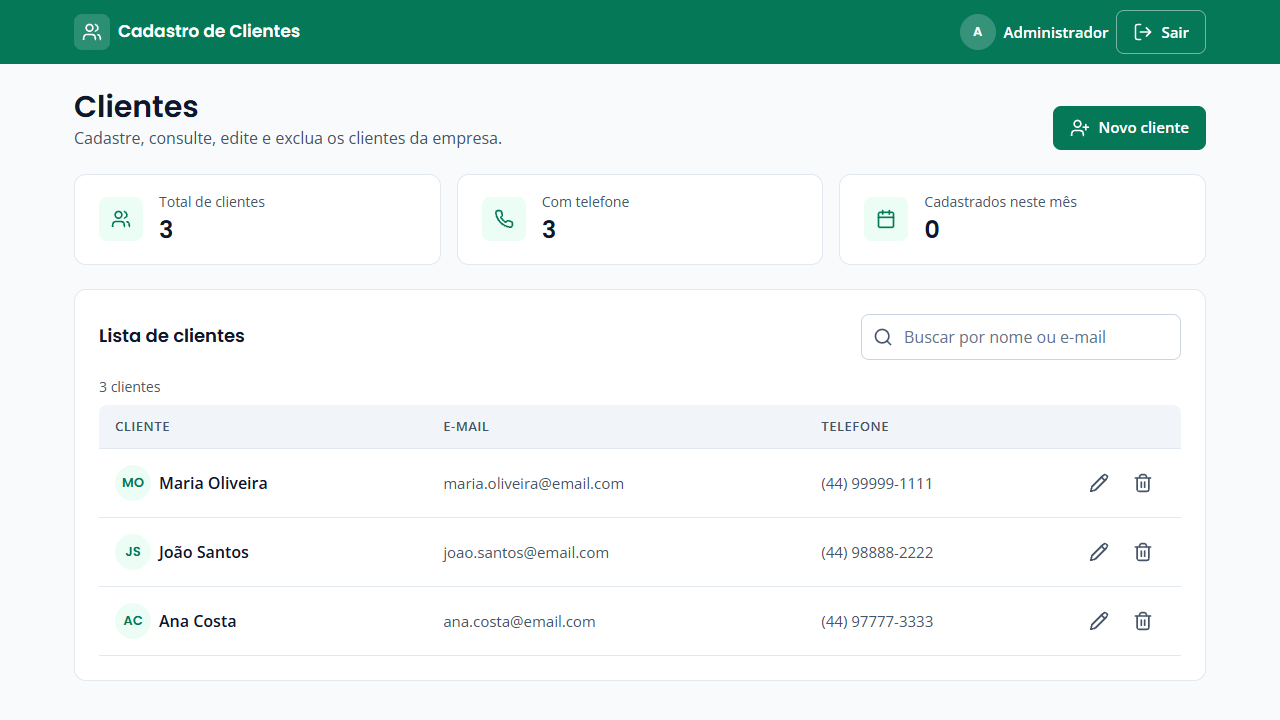 Cadastro de Clientes
A Administrador Sair
Clientes
Cadastre, consulte, edite e exclua os clientes da empresa.
Novo cliente
Total de clientes
3
Com telefone
3
Cadastrados neste mês
0
Lista de clientes
Buscar por nome ou e-mail
3 clientes
CLIENTE E-MAIL TELEFONE
MO Maria Oliveira maria.oliveira@email.com (44) 99999-1111
JS João Santos joao.santos@email.com (44) 98888-2222
AC Ana Costa ana.costa@email.com (44) 97777-3333